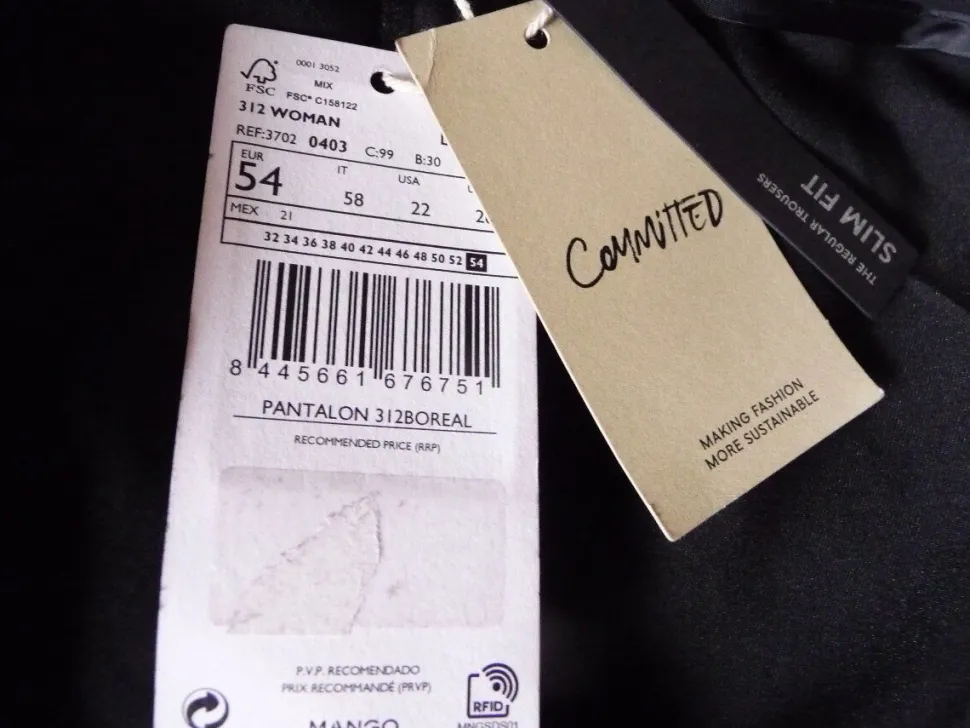 0001 3052
MIX
FSC
FSC® C158122
312 WOMAN
REF:3702 0403 C:99 B:30
EUR IT USA
54 58 22
MEX 21
32 34 36 38 40 42 44 46 48 50 52 54
8 445661 676751
PANTALON 312BOREAL
RECOMMENDED PRICE (RRP)
P.V.P. RECOMENDADO
PRIX RECOMMANDÉ (PRVP)
MANGO
RFID
MNGSDS01
COMMITTED
MAKING FASHION
MORE SUSTAINABLE
THE REGULAR TROUSERS
SLIM FIT